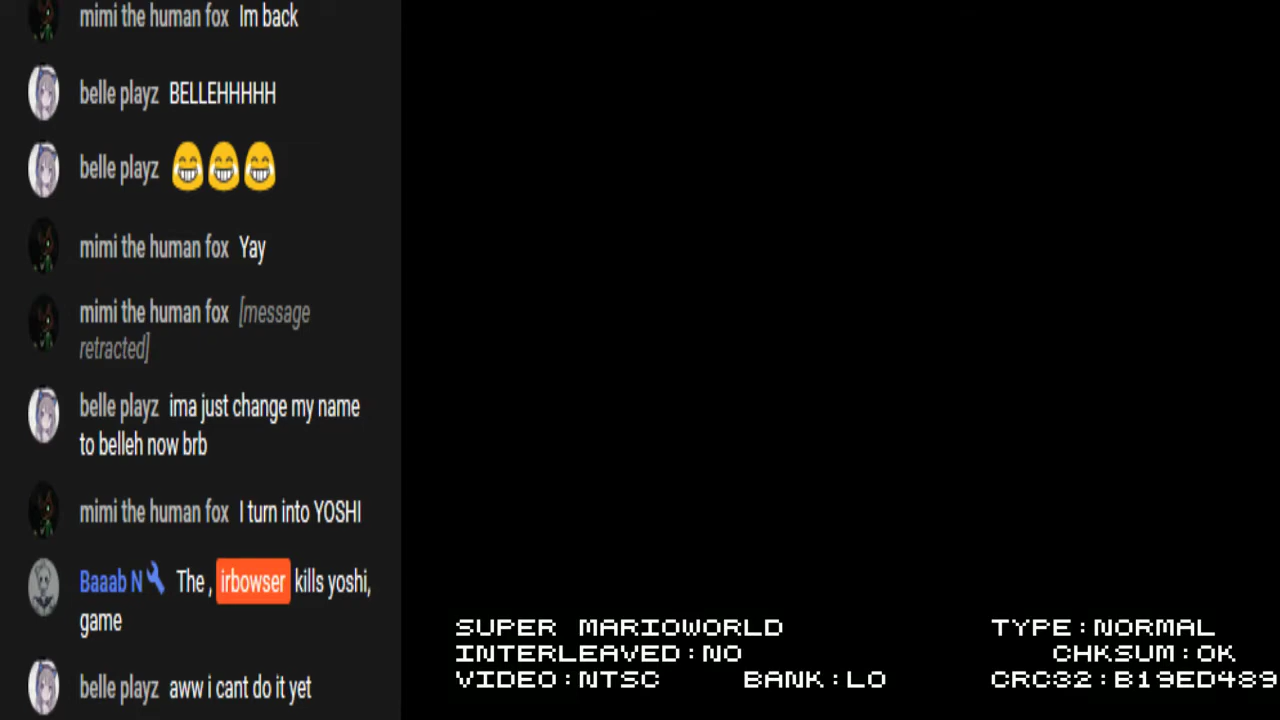 mimi the human fox Im back
belle playz BELLEHHHHH
belle playz 😂😂😂
mimi the human fox Yay
mimi the human fox [message
retracted]
belle playz ima just change my name
to belleh now brb
mimi the human fox I turn into YOSHI
Baaab N The , irbowser kills yoshi,
game
belle playz aww i cant do it yet
SUPER MARIOWORLD TYPE:NORMAL
INTERLEAVED:NO CHKSUM:OK
VIDEO:NTSC BANK:LO CRC32:B19ED489